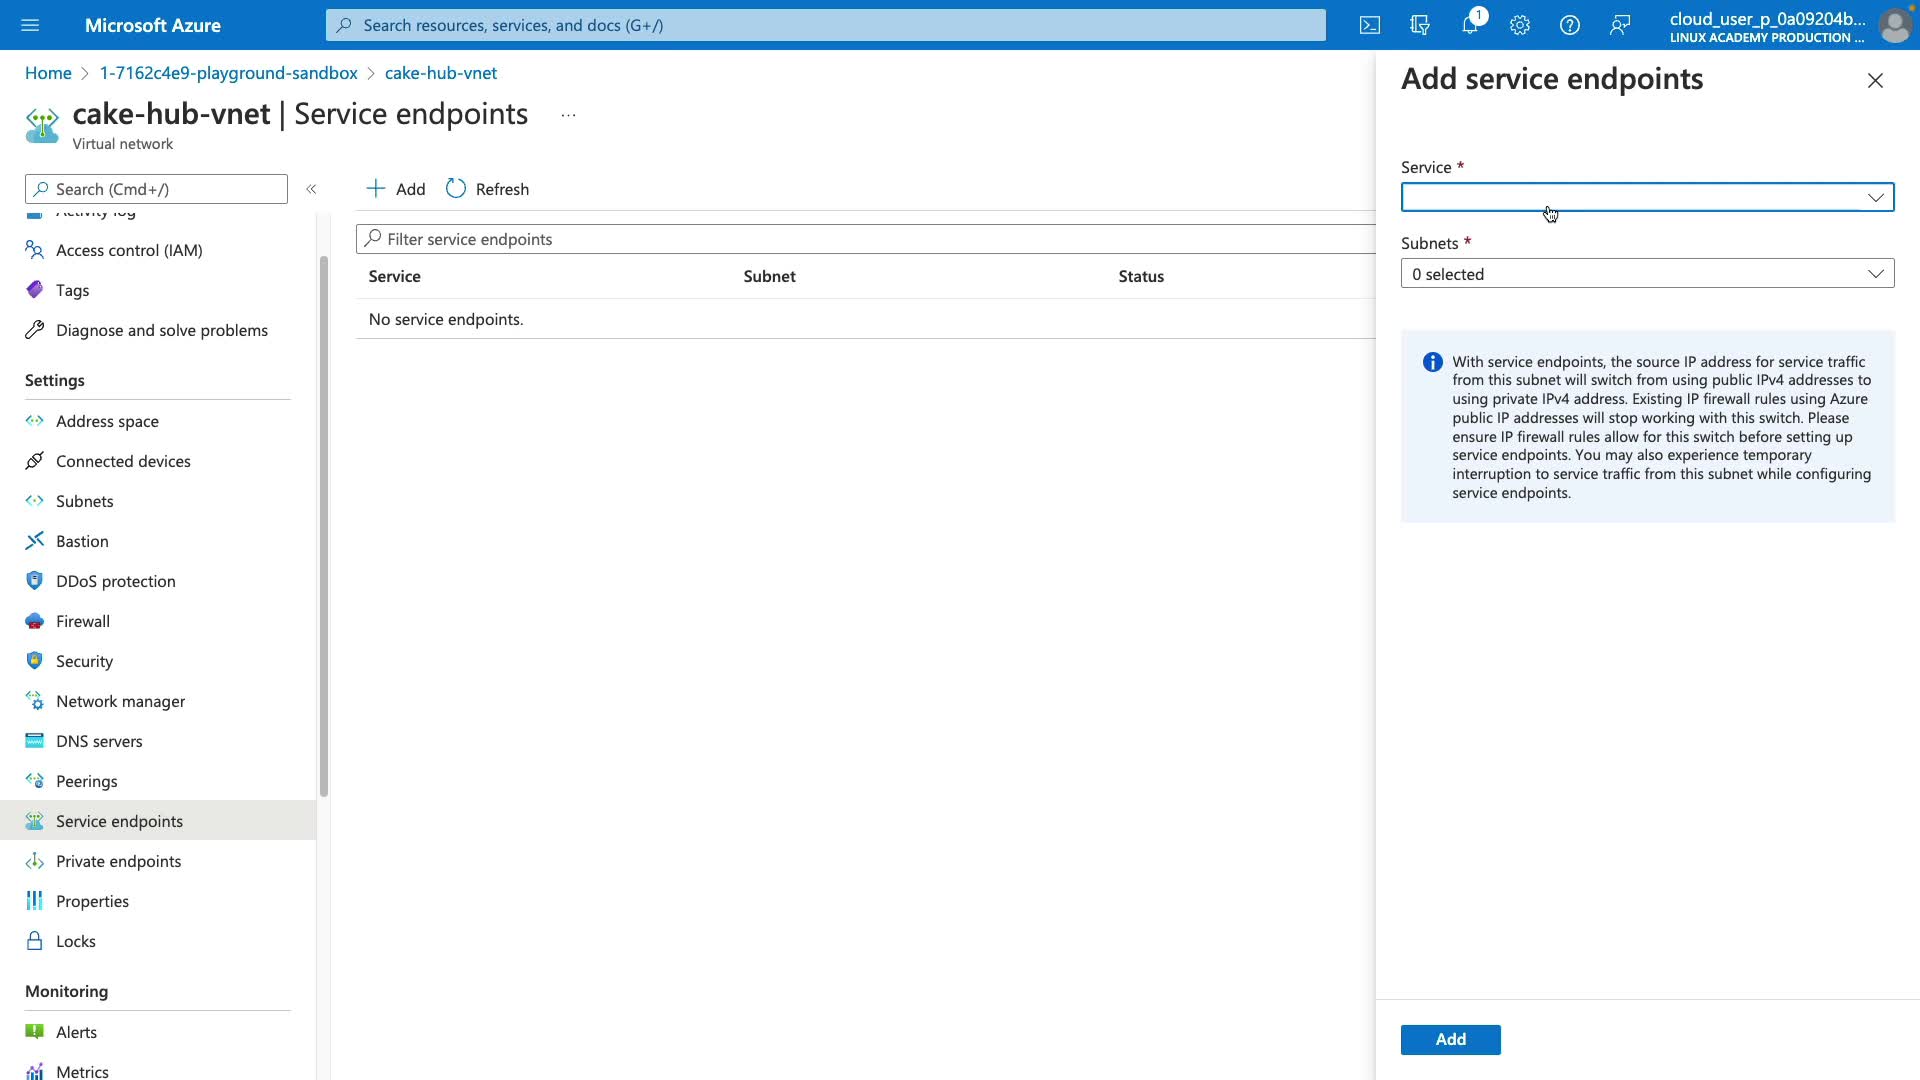 Microsoft Azure
Search resources, services, and docs (G+/)
1
cloud_user_p_0a09204b...
LINUX ACADEMY PRODUCTION ...
Home > 1-7162c4e9-playground-sandbox > cake-hub-vnet
cake-hub-vnet | Service endpoints ...
Virtual network
Search (Cmd+/)
Activity log
Access control (IAM)
Tags
Diagnose and solve problems
Settings
Address space
Connected devices
Subnets
Bastion
DDoS protection
Firewall
Security
Network manager
DNS servers
Peerings
Service endpoints
Private endpoints
Properties
Locks
Monitoring
Alerts
Metrics
Add Refresh
Filter service endpoints
Service Subnet Status
No service endpoints.
Add service endpoints
Service *
Subnets *
0 selected
With service endpoints, the source IP address for service traffic
from this subnet will switch from using public IPv4 addresses to
using private IPv4 address. Existing IP firewall rules using Azure
public IP addresses will stop working with this switch. Please
ensure IP firewall rules allow for this switch before setting up
service endpoints. You may also experience temporary
interruption to service traffic from this subnet while configuring
service endpoints.
Add